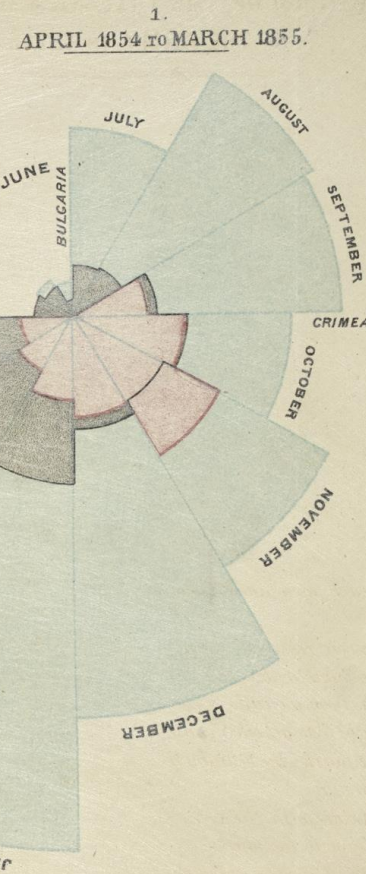 1.
APRIL 1854 TO MARCH 1855.
JUNE
BULGARIA
JULY
AUGUST
SEPTEMBER
CRIMEA
OCTOBER
NOVEMBER
DECEMBER